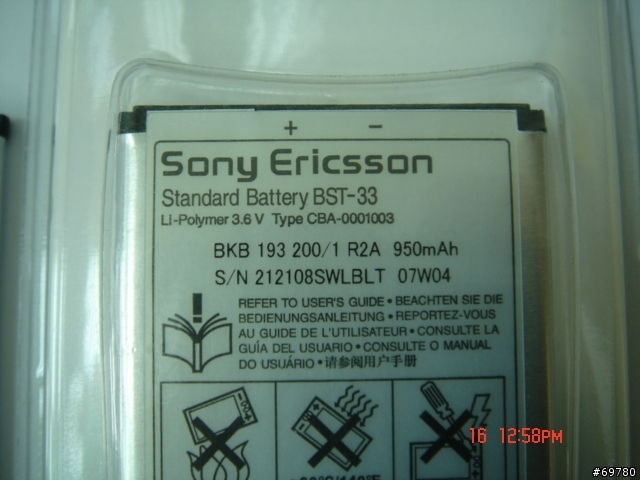 + −
Sony Ericsson
Standard Battery BST-33
Li-Polymer 3.6 V Type CBA-0001003
BKB 193 200/1 R2A 950mAh
S/N 212108SWLBLT 07W04
REFER TO USER'S GUIDE • BEACHTEN SIE DIE
BEDIENUNGSANLEITUNG • REPORTEZ-VOUS
AU GUIDE DE L'UTILISATEUR • CONSULTE LA
GUÍA DEL USUARIO • CONSULTE O MANUAL
DO USUÁRIO • 请参阅用户手册
16 12:58PM
#69780